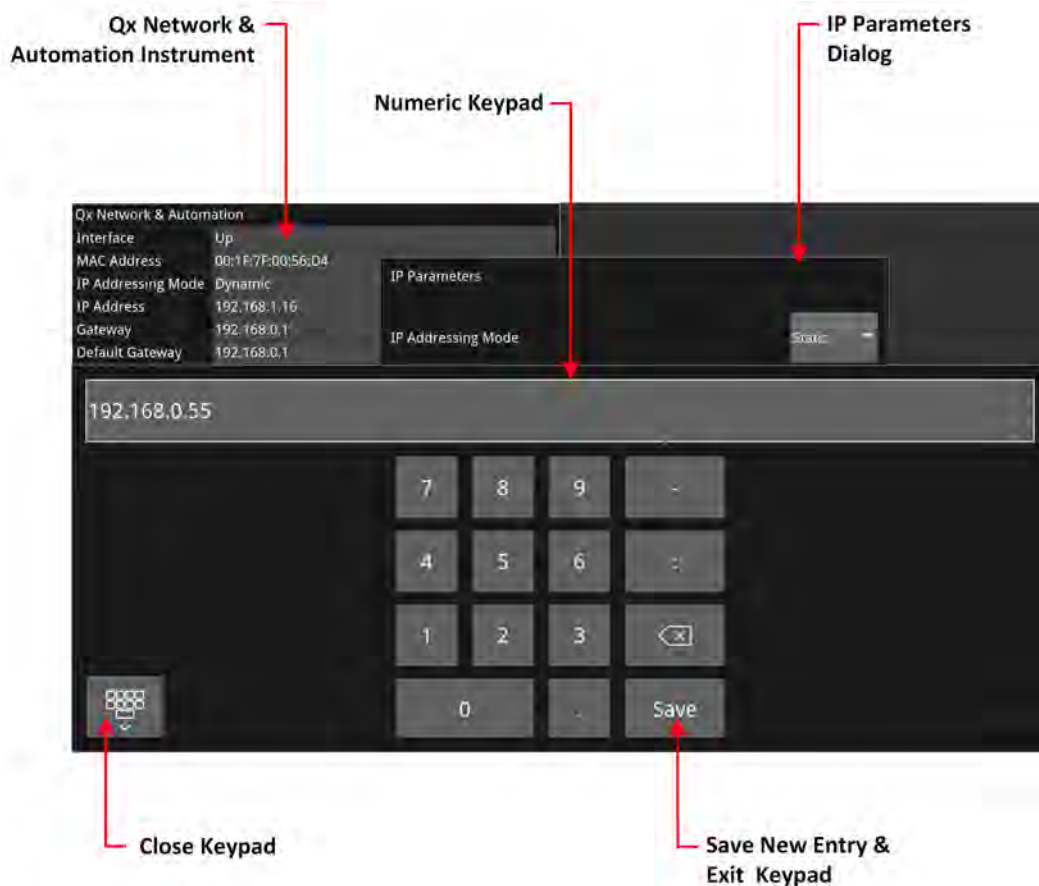 Qx Network &
Automation Instrument
IP Parameters
Dialog
Numeric Keypad
Qx Network & Automation
Interface Up
MAC Address 00:1F:7F:00:56:D4
IP Addressing Mode Dynamic
IP Address 192.168.1.16
Gateway 192.168.0.1
Default Gateway 192.168.0.1
IP Parameters
IP Addressing Mode Static
192.168.0.55
7 8 9 -
4 5 6 :
1 2 3
0 . Save
Close Keypad
Save New Entry &
Exit Keypad